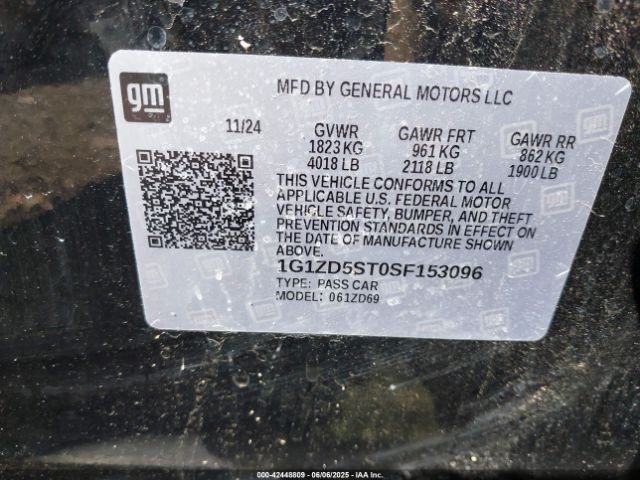 gm
MFD BY GENERAL MOTORS LLC
11/24
GVWR
1823 KG
4018 LB
GAWR FRT
961 KG
2118 LB
GAWR RR
862 KG
1900 LB
THIS VEHICLE CONFORMS TO ALL
APPLICABLE U.S. FEDERAL MOTOR
VEHICLE SAFETY, BUMPER, AND THEFT
PREVENTION STANDARDS IN EFFECT ON
THE DATE OF MANUFACTURE SHOWN
ABOVE.
1G1ZD5ST0SF153096
TYPE: PASS CAR
MODEL: 061ZD69
000-42448809 - 06/06/2025 - IAAI.COM